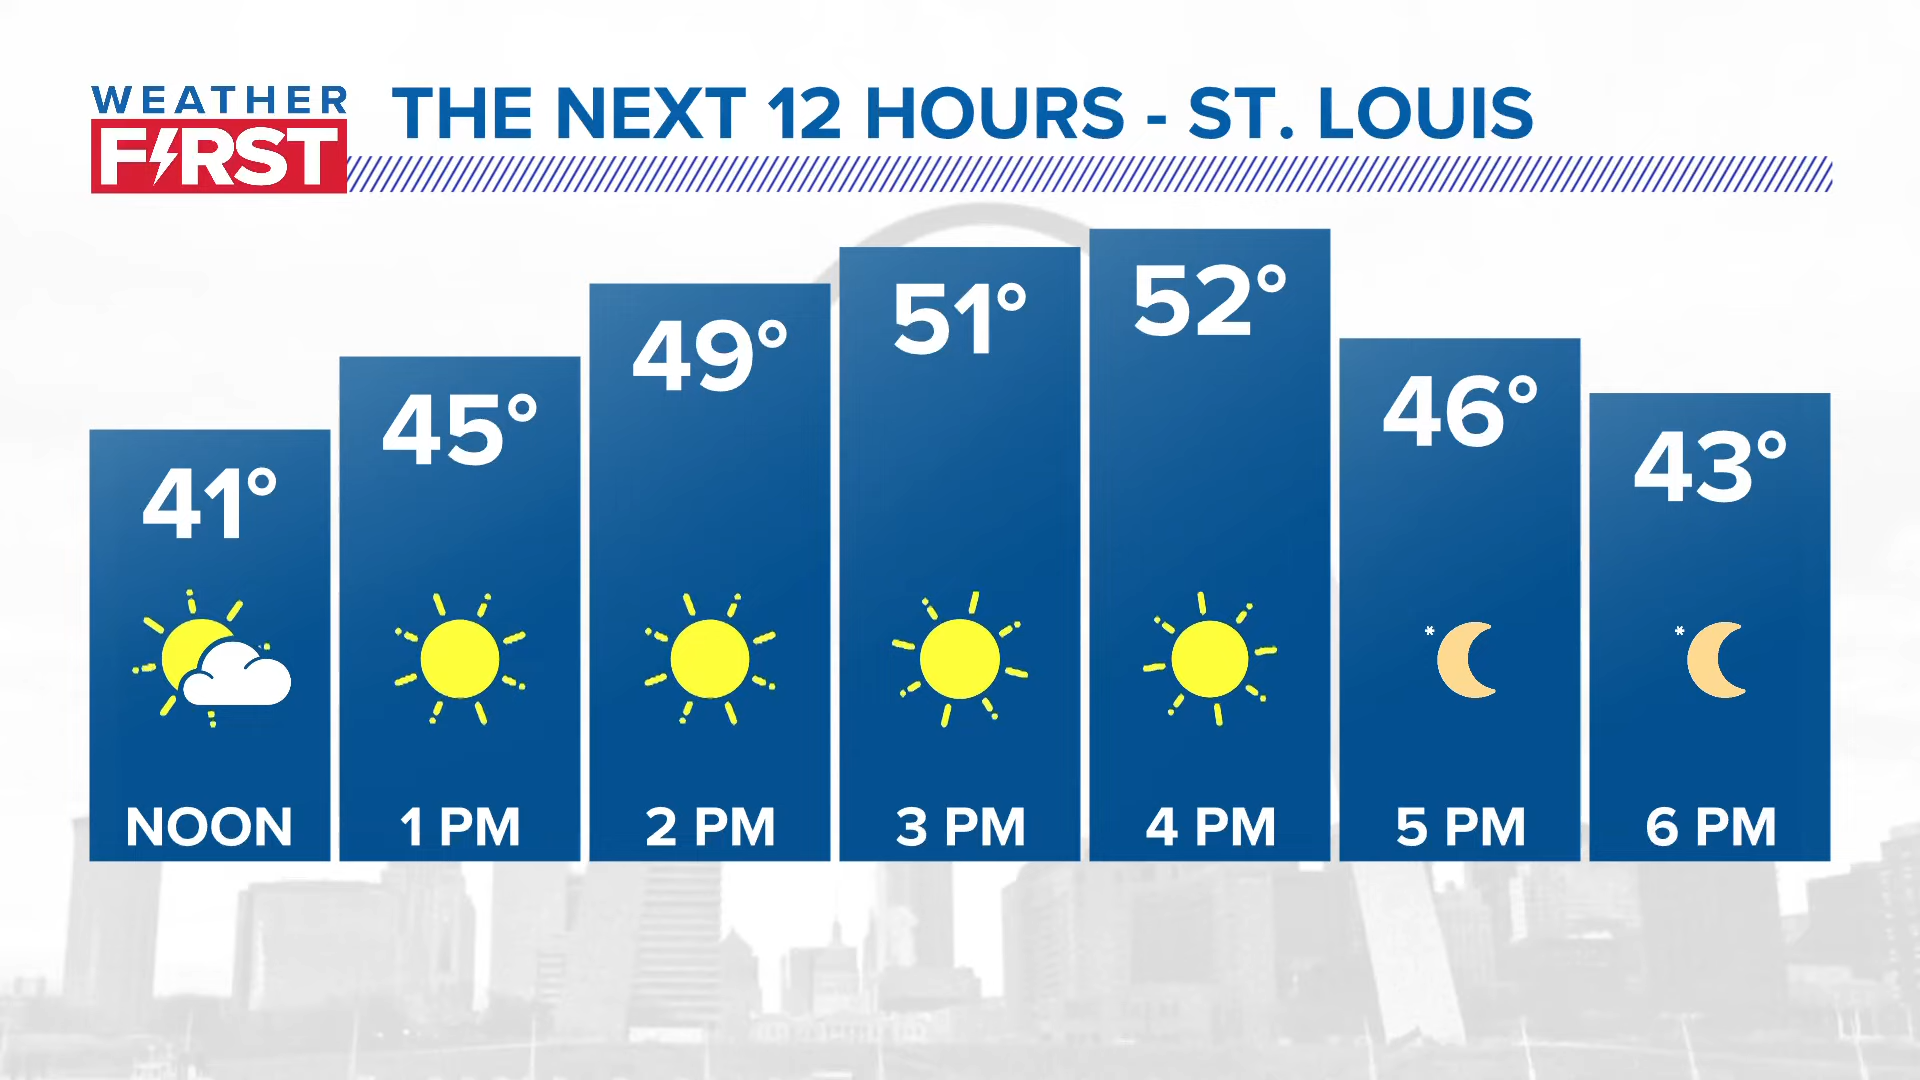 WEATHER
FIRST
THE NEXT 12 HOURS - ST. LOUIS
41°
45°
49°
51°
52°
46°
43°
NOON
1 PM
2 PM
3 PM
4 PM
5 PM
6 PM